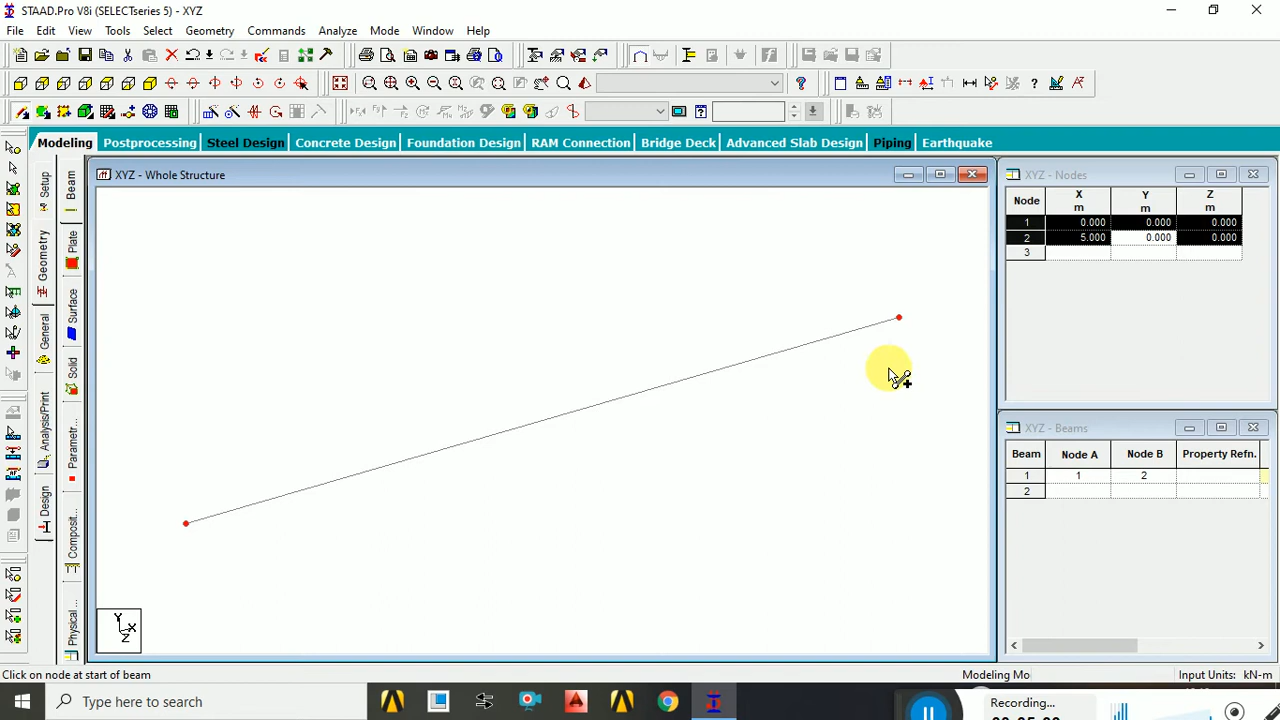 STAAD.Pro V8i (SELECTseries 5) - XYZ
File Edit View Tools Select Geometry Commands Analyze Mode Window Help
Modeling Postprocessing Steel Design Concrete Design Foundation Design RAM Connection Bridge Deck Advanced Slab Design Piping Earthquake
Setup
Geometry
General
Analysis/Print
Design
Beam
Plate
Surface
Solid
Parametr...
Composit...
Physical...
XYZ - Whole Structure
Y
X
Z
XYZ - Nodes
Node X m Y m Z m
1 0.000 0.000 0.000
2 5.000 0.000 0.000
3
XYZ - Beams
Beam Node A Node B Property Refn.
1 1 2
2
Click on node at start of beam
Modeling Mo
Input Units: kN-m
Type here to search
Recording...